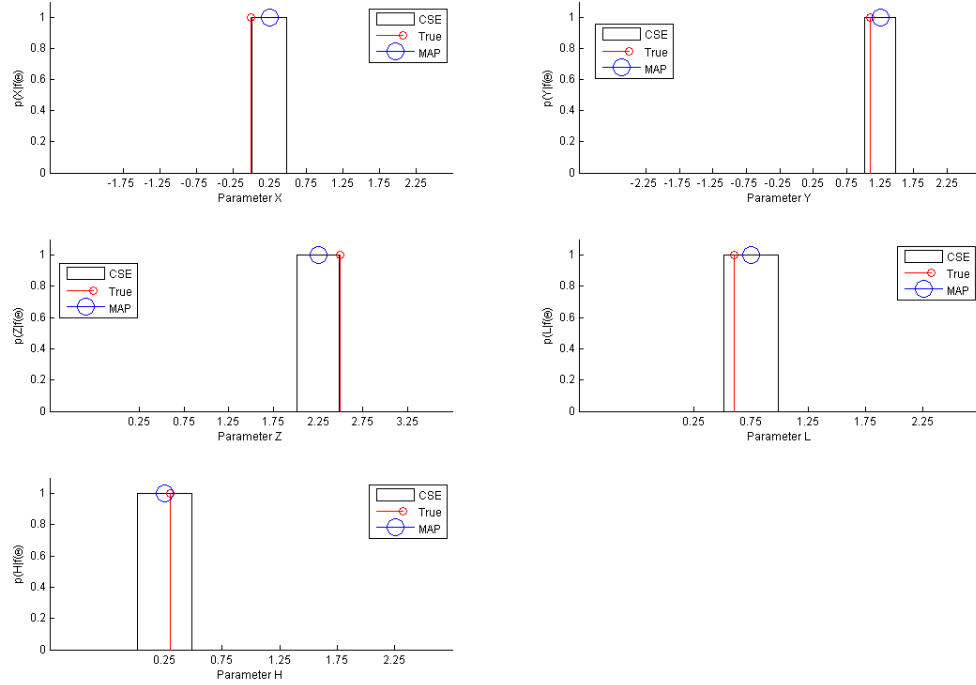 p(X|f(Θ)
1
0.8
0.6
0.4
0.2
0
CSE
True
MAP
-1.75 -1.25 -0.75 -0.25 0.25 0.75 1.25 1.75 2.25
Parameter X
p(Y|f(Θ)
1
0.8
0.6
0.4
0.2
0
CSE
True
MAP
-2.25 -1.75 -1.25 -0.75 -0.25 0.25 0.75 1.25 1.75 2.25
Parameter Y
p(Z|f(Θ)
1
0.8
0.6
0.4
0.2
0
CSE
True
MAP
0.25 0.75 1.25 1.75 2.25 2.75 3.25
Parameter Z
p(L|f(Θ)
1
0.8
0.6
0.4
0.2
0
CSE
True
MAP
0.25 0.75 1.25 1.75 2.25
Parameter L
p(H|f(Θ)
1
0.8
0.6
0.4
0.2
0
CSE
True
MAP
0.25 0.75 1.25 1.75 2.25
Parameter H